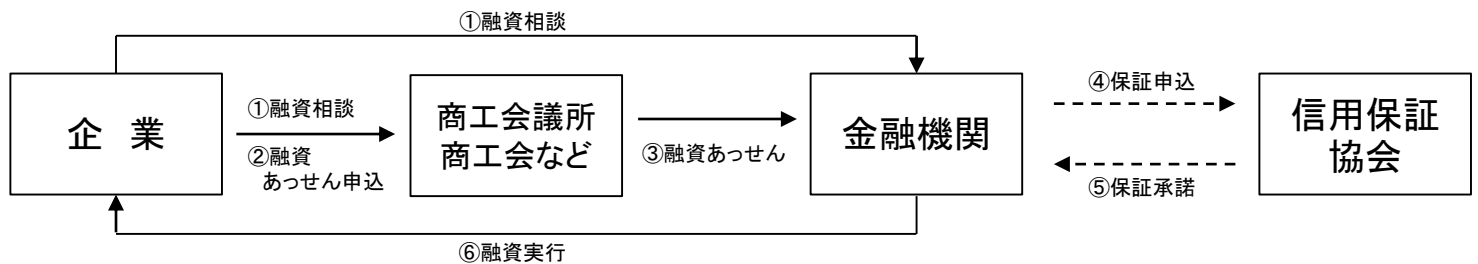 ①融資相談
企　業
①融資相談
②融資
あっせん申込
商工会議所
商工会など
③融資あっせん
金融機関
④保証申込
⑤保証承諾
信用保証
協会
⑥融資実行